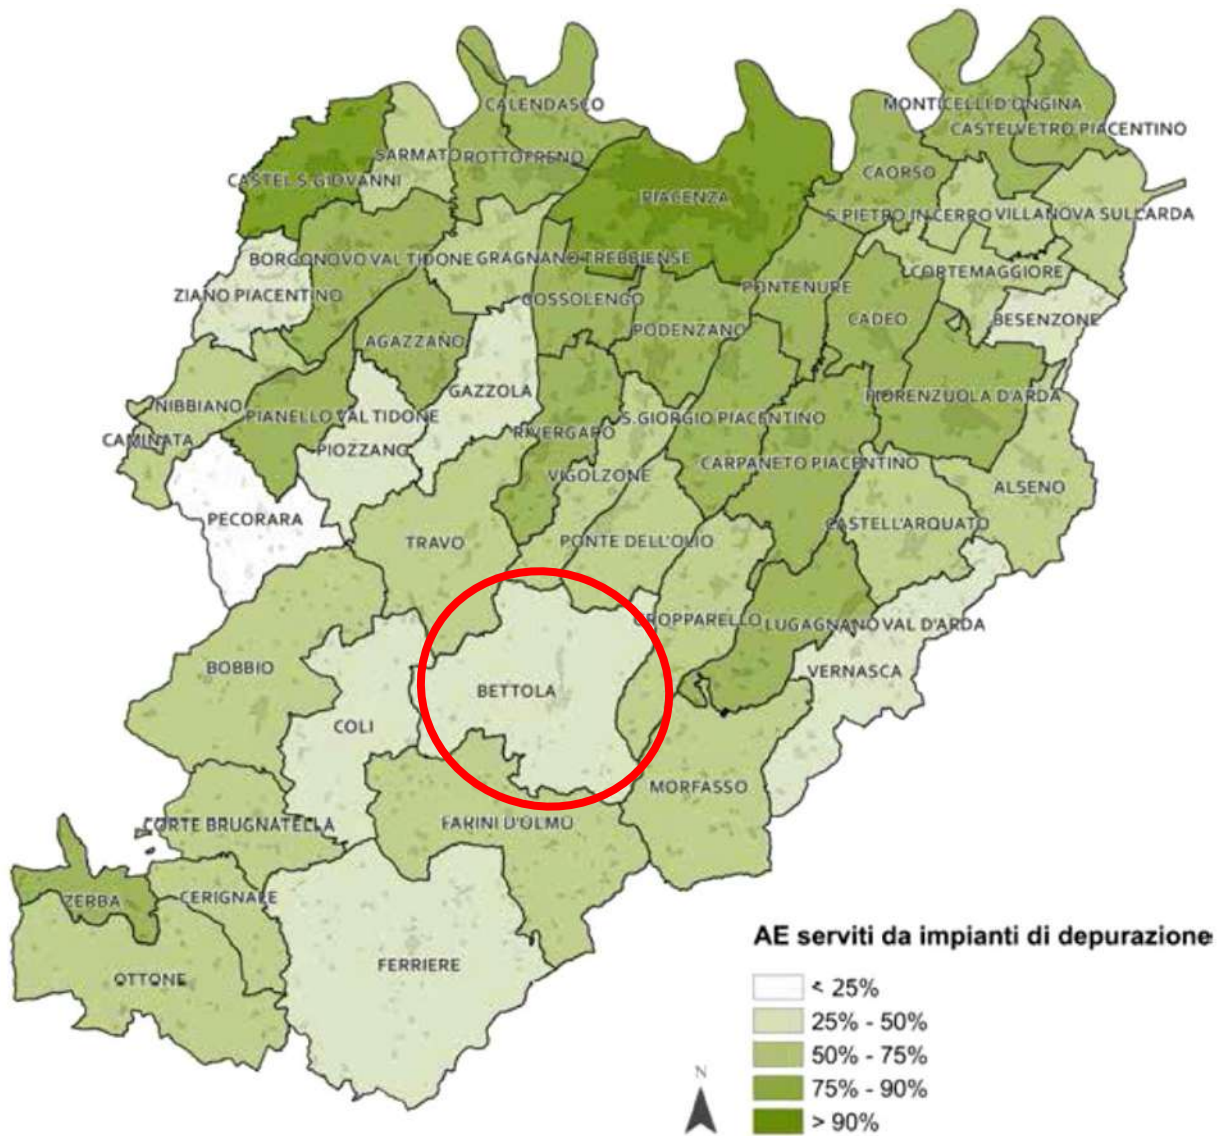 CALENDASCO
MONTICELLI D'ONGINA
CASTELVETRO PIACENTINO
SARMATO
ROTTOFRENO
CASTEL S.GIOVANNI
CAORSO
PIACENZA
S.PIETRO IN CERRO
VILLANOVA SULL'ARDA
BORGONOVO VAL TIDONE
GRAGNANO TREBBIENSE
CORTEMAGGIORE
ZIANO PIACENTINO
GOSSOLENGO
PONTENURE
PODENZANO
CADEO
BESENZONE
AGAZZANO
GAZZOLA
FIORENZUOLA D'ARDA
NIBBIANO
PIANELLO VAL TIDONE
S.GIORGIO PIACENTINO
RIVERGARO
CAMINATA
PIOZZANO
VIGOLZONE
CARPANETO PIACENTINO
ALSENO
PECORARA
CASTELL'ARQUATO
TRAVO
PONTE DELL'OLIO
GROPPARELLO
LUGAGNANO VAL D'ARDA
BOBBIO
VERNASCA
BETTOLA
COLI
MORFASSO
CORTE BRUGNATELLA
FARINI D'OLMO
ZERBA
CERIGNALE
FERRIERE
OTTONE
AE serviti da impianti di depurazione
< 25%
25% - 50%
50% - 75%
75% - 90%
> 90%
N